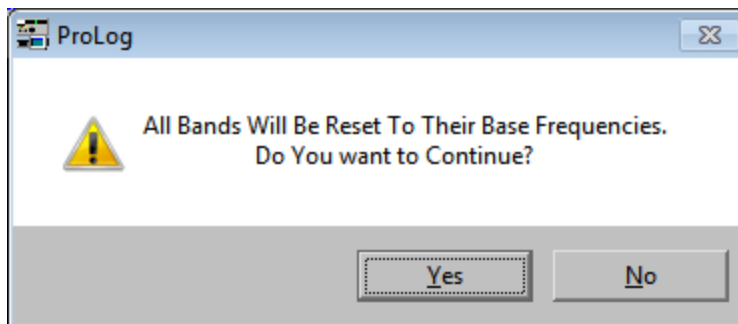 ProLog
All Bands Will Be Reset To Their Base Frequencies.
Do You want to Continue?
Yes
No